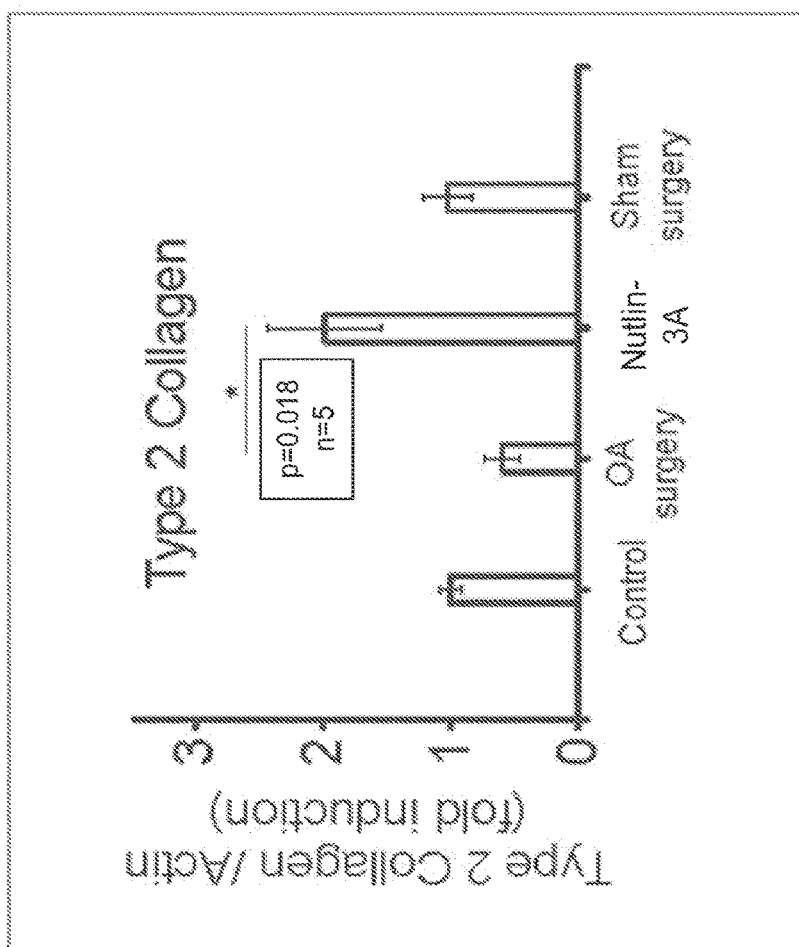 Type 2 Collagen
*
p=0.018
n=5
Type 2 Collagen /Actin
(fold induction)
3
2
1
0
Control
OA
surgery
Nutlin-
3A
Sham
surgery